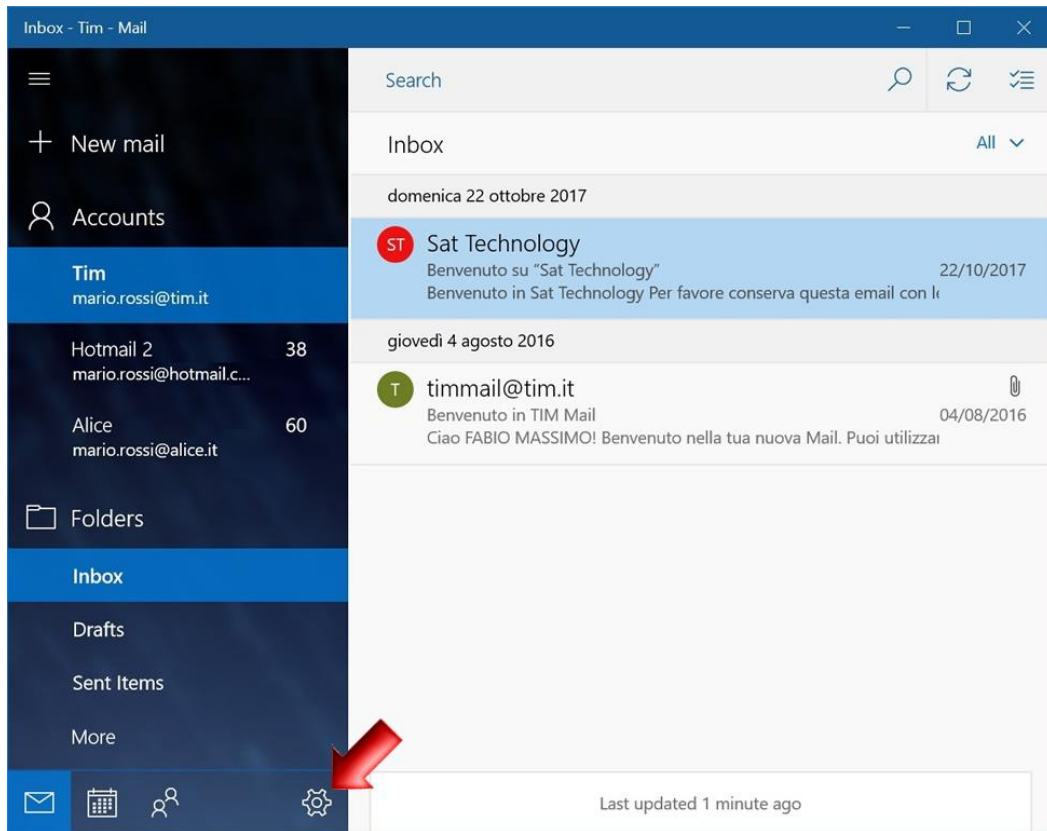 Inbox - Tim - Mail
Search
New mail
Inbox
All
Accounts
domenica 22 ottobre 2017
ST
Sat Technology
Benvenuto su “Sat Technology”
22/10/2017
Benvenuto in Sat Technology Per favore conserva questa email con
Tim
mario.rossi@tim.it
giovedì 4 agosto 2016
Hotmail 2
38
mario.rossi@hotmail.c...
T
timmail@tim.it
Benvenuto in TIM Mail
04/08/2016
Ciao FABIO MASSIMO! Benvenuto nella tua nuova Mail. Puoi
Alice
60
mario.rossi@alice.it
Folders
Inbox
Drafts
Sent Items
More
Last updated 1 minute ago